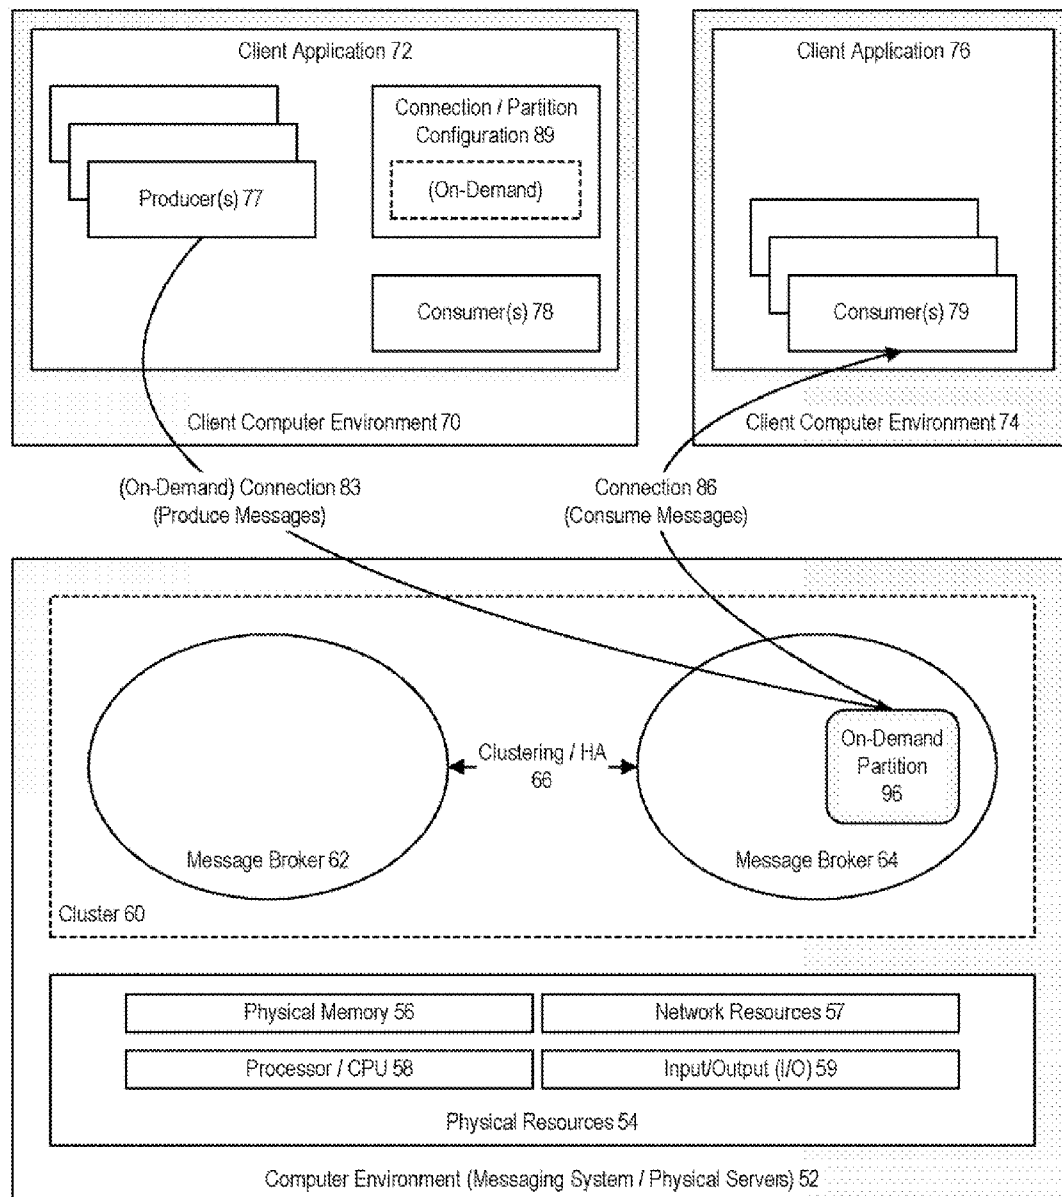 Client Application 72
Connection / Partition
Configuration 89
(On-Demand)
Producer(s) 77
Consumer(s) 78
Client Computer Environment 70
Client Application 76
Consumer(s) 79
Client Computer Environment 74
(On-Demand) Connection 83
(Produce Messages)
Connection 86
(Consume Messages)
Clustering / HA
66
On-Demand
Partition
96
Message Broker 62
Message Broker 64
Cluster 60
Physical Memory 56
Network Resources 57
Processor / CPU 58
Input/Output (I/O) 59
Physical Resources 54
Computer Environment (Messaging System / Physical Servers) 52